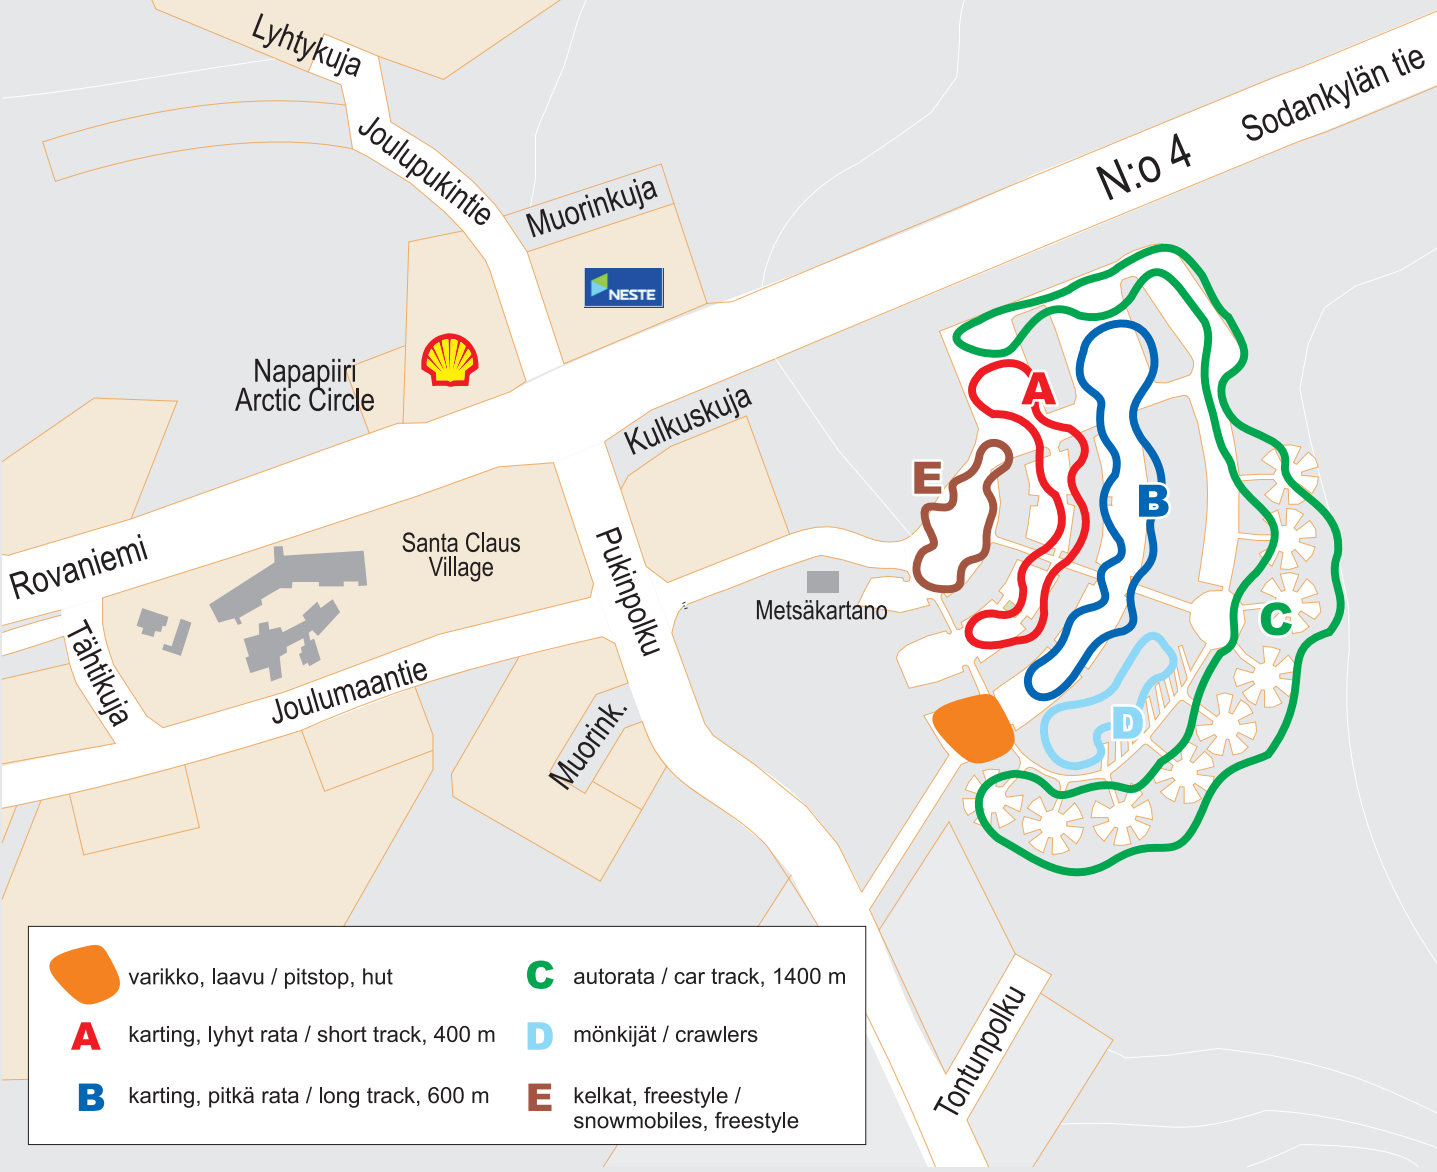 Lyhtykuja
Joulupukintie
Muorinkuja
NESTE
N:o 4
Sodankylän tie
Napapiiri
Arctic Circle
Kulkuskuja
A
E
B
C
D
Rovaniemi
Santa Claus
Village
Pukinpolku
Metsäkartano
Tähtikuja
Joulumaantie
Muorink.
Tontunpolku
varikko, laavu / pitstop, hut
A karting, lyhyt rata / short track, 400 m
B karting, pitkä rata / long track, 600 m
C autorata / car track, 1400 m
D mönkijät / crawlers
E kelkat, freestyle /
snowmobiles, freestyle